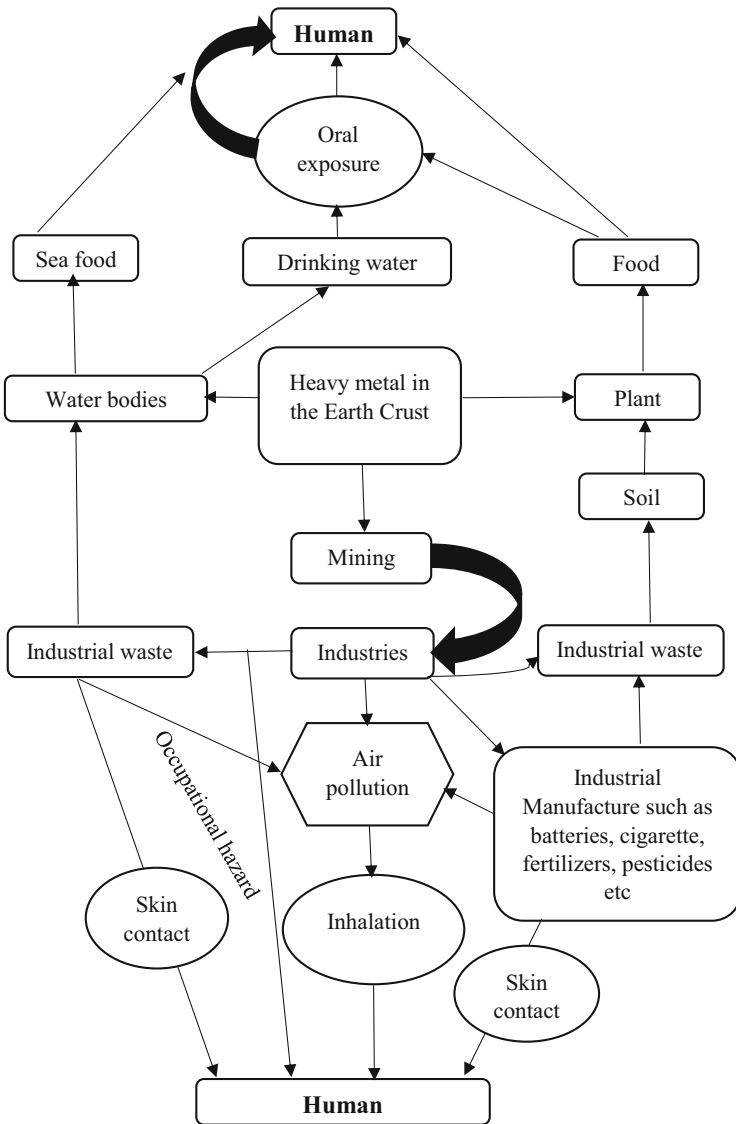 Human
Oral
exposure
Sea food
Drinking water
Food
Water bodies
Heavy metal in
the Earth Crust
Plant
Soil
Mining
Industrial waste
Industries
Industrial waste
Occupational hazard
Air
pollution
Industrial
Manufacture such as
batteries, cigarette,
fertilizers, pesticides
etc
Skin
contact
Inhalation
Skin
contact
Human